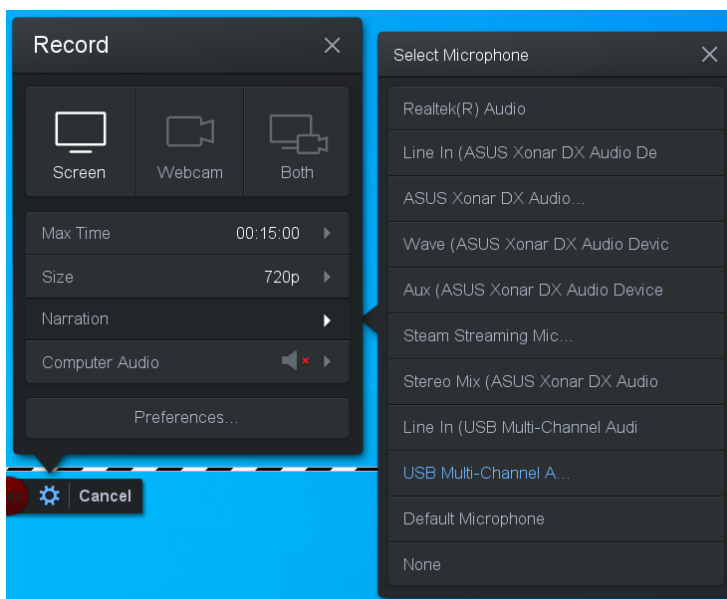 Record
Screen
Webcam
Both
Max Time 00:15:00
Size 720p
Narration
Computer Audio
Preferences...
Cancel
Select Microphone
Realtek(R) Audio
Line In (ASUS Xonar DX Audio De
ASUS Xonar DX Audio...
Wave (ASUS Xonar DX Audio Devic
Aux (ASUS Xonar DX Audio Device
Steam Streaming Mic...
Stereo Mix (ASUS Xonar DX Audio
Line In (USB Multi-Channel Audi
USB Multi-Channel A...
Default Microphone
None